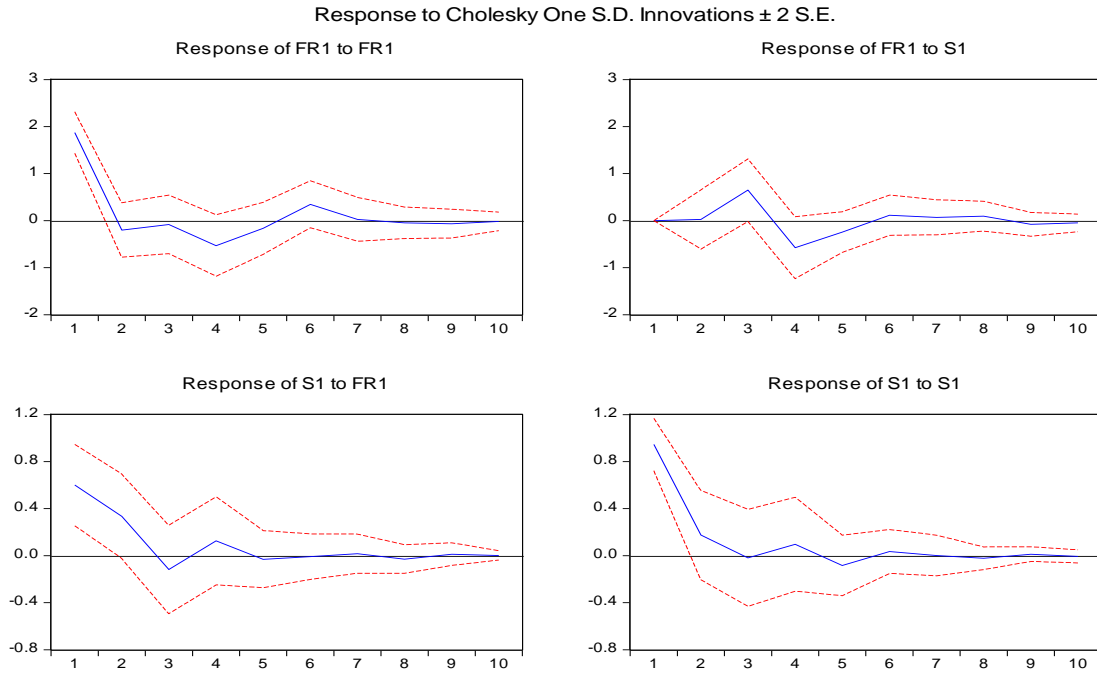 Response to Cholesky One S.D. Innovations ± 2 S.E.
Response of FR1 to FR1
3
2
1
0
-1
-2
1 2 3 4 5 6 7 8 9 10
Response of FR1 to S1
3
2
1
0
-1
-2
1 2 3 4 5 6 7 8 9 10
Response of S1 to FR1
1.2
0.8
0.4
0.0
-0.4
-0.8
1 2 3 4 5 6 7 8 9 10
Response of S1 to S1
1.2
0.8
0.4
0.0
-0.4
-0.8
1 2 3 4 5 6 7 8 9 10